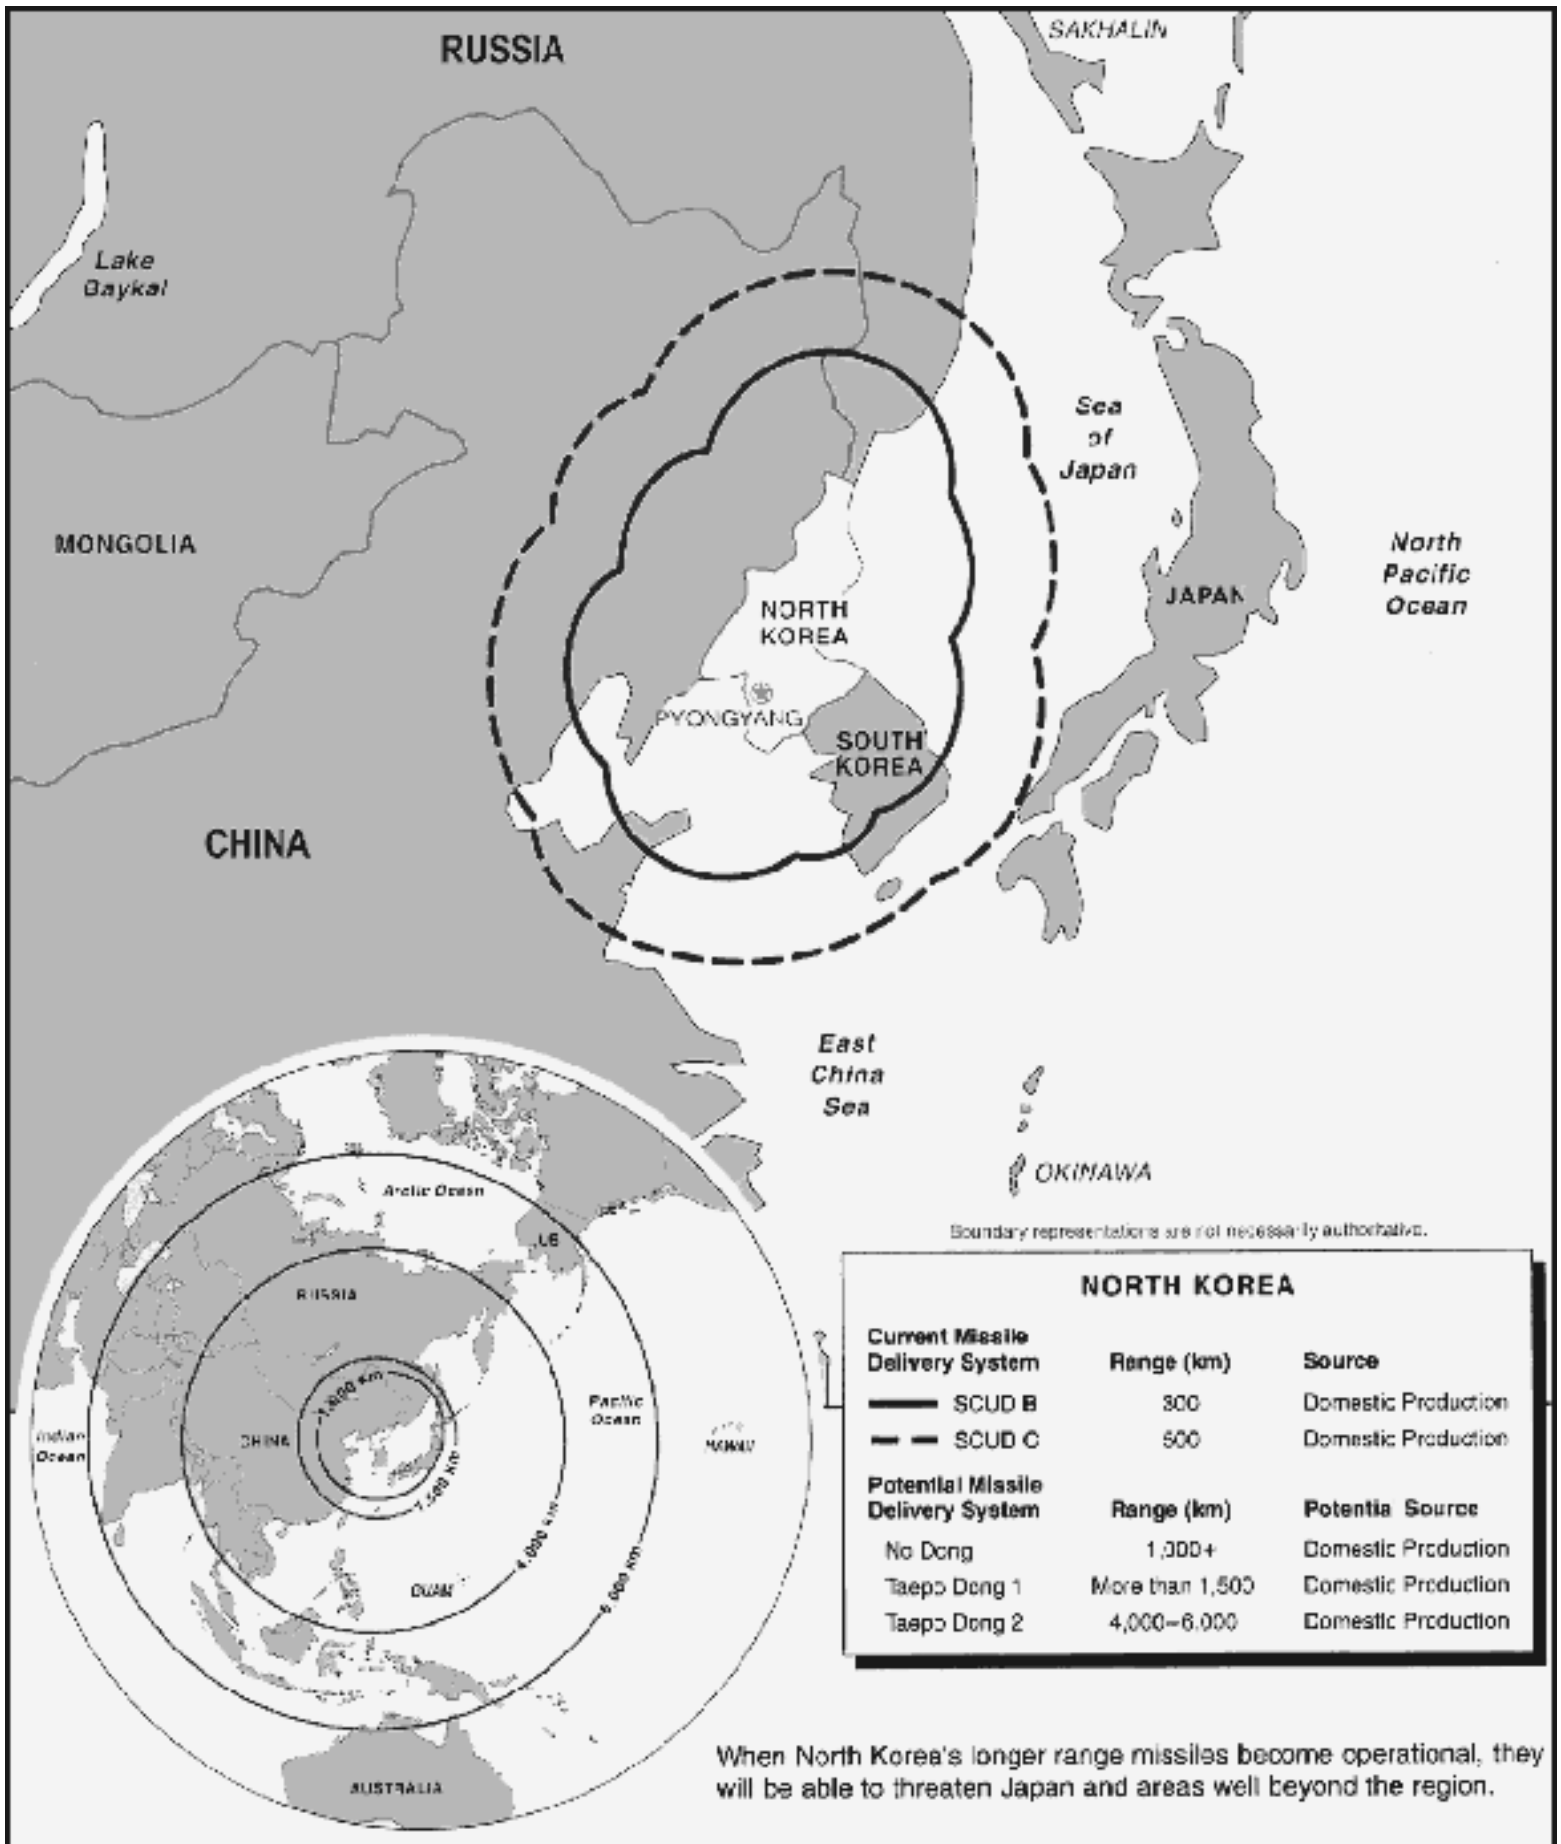 RUSSIA
SAKHALIN
Lake
Baykal
Sea
of
Japan
MONGOLIA
North
Pacific
Ocean
JAPAN
NORTH
KOREA
PYONGYANG
SOUTH
KOREA
CHINA
East
China
Sea
OKINAWA
Boundary representations are not necessarily authoritative.
Arctic Ocean
US
RUSSIA
1,000 km
Pacific
Ocean
Indian
Ocean
CHINA
HAWAII
1,500 km
4,000 km
6,000 km
GUAM
AUSTRALIA
NORTH KOREA
Current Missile
Delivery System Range (km) Source
SCUD B 300 Domestic Production
SCUD C 500 Domestic Production
Potential Missile
Delivery System Range (km) Potential Source
No Dong 1,000+ Domestic Production
Taepo Dong 1 More than 1,500 Domestic Production
Taepo Dong 2 4,000–6,000 Domestic Production
When North Korea's longer range missiles become operational, they
will be able to threaten Japan and areas well beyond the region.